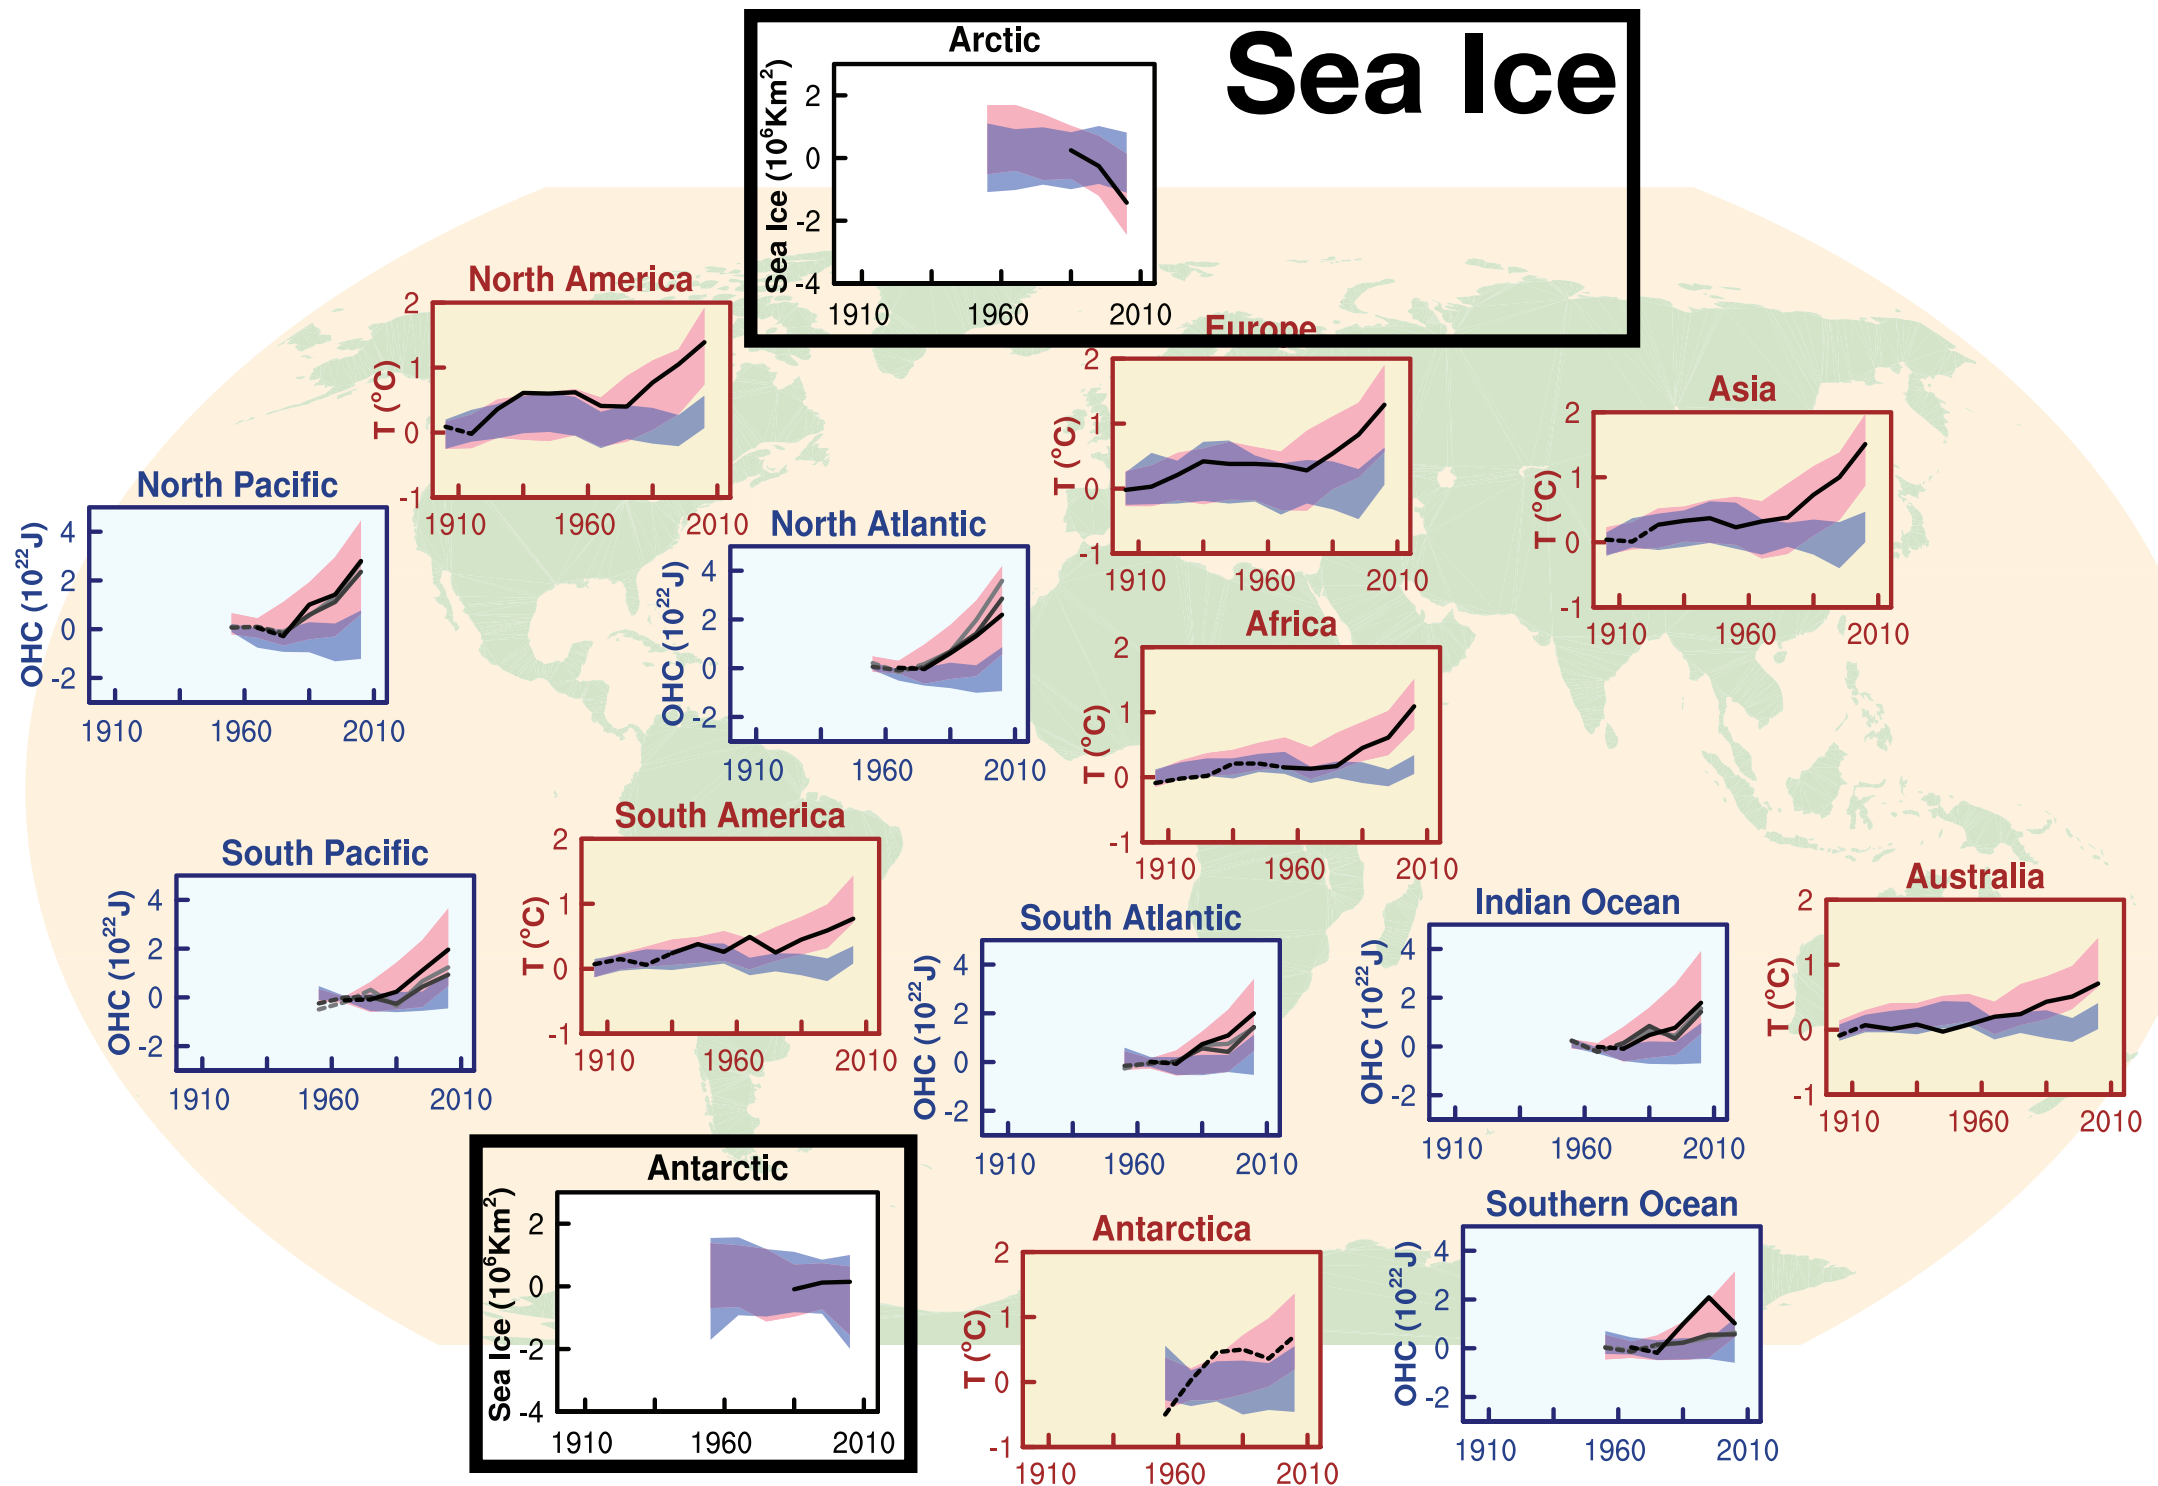 Arctic
Sea Ice
Sea Ice (10⁶Km²)
2
0
-2
-4
1910 1960 2010
North America
T (°C)
2
1
0
-1
1910 1960 2010
Europe
T (°C)
2
1
0
-1
1910 1960 2010
Asia
T (°C)
2
1
0
-1
1910 1960 2010
North Pacific
OHC (10²²J)
4
2
0
-2
1910 1960 2010
North Atlantic
OHC (10²²J)
4
2
0
-2
1910 1960 2010
Africa
T (°C)
2
1
0
-1
1910 1960 2010
South America
T (°C)
2
1
0
-1
1910 1960 2010
South Pacific
OHC (10²²J)
4
2
0
-2
1910 1960 2010
South Atlantic
OHC (10²²J)
4
2
0
-2
1910 1960 2010
Indian Ocean
OHC (10²²J)
4
2
0
-2
1910 1960 2010
Australia
T (°C)
2
1
0
-1
1910 1960 2010
Antarctic
Sea Ice (10⁶Km²)
2
0
-2
-4
1910 1960 2010
Antarctica
T (°C)
2
1
0
-1
1910 1960 2010
Southern Ocean
OHC (10²²J)
4
2
0
-2
1910 1960 2010